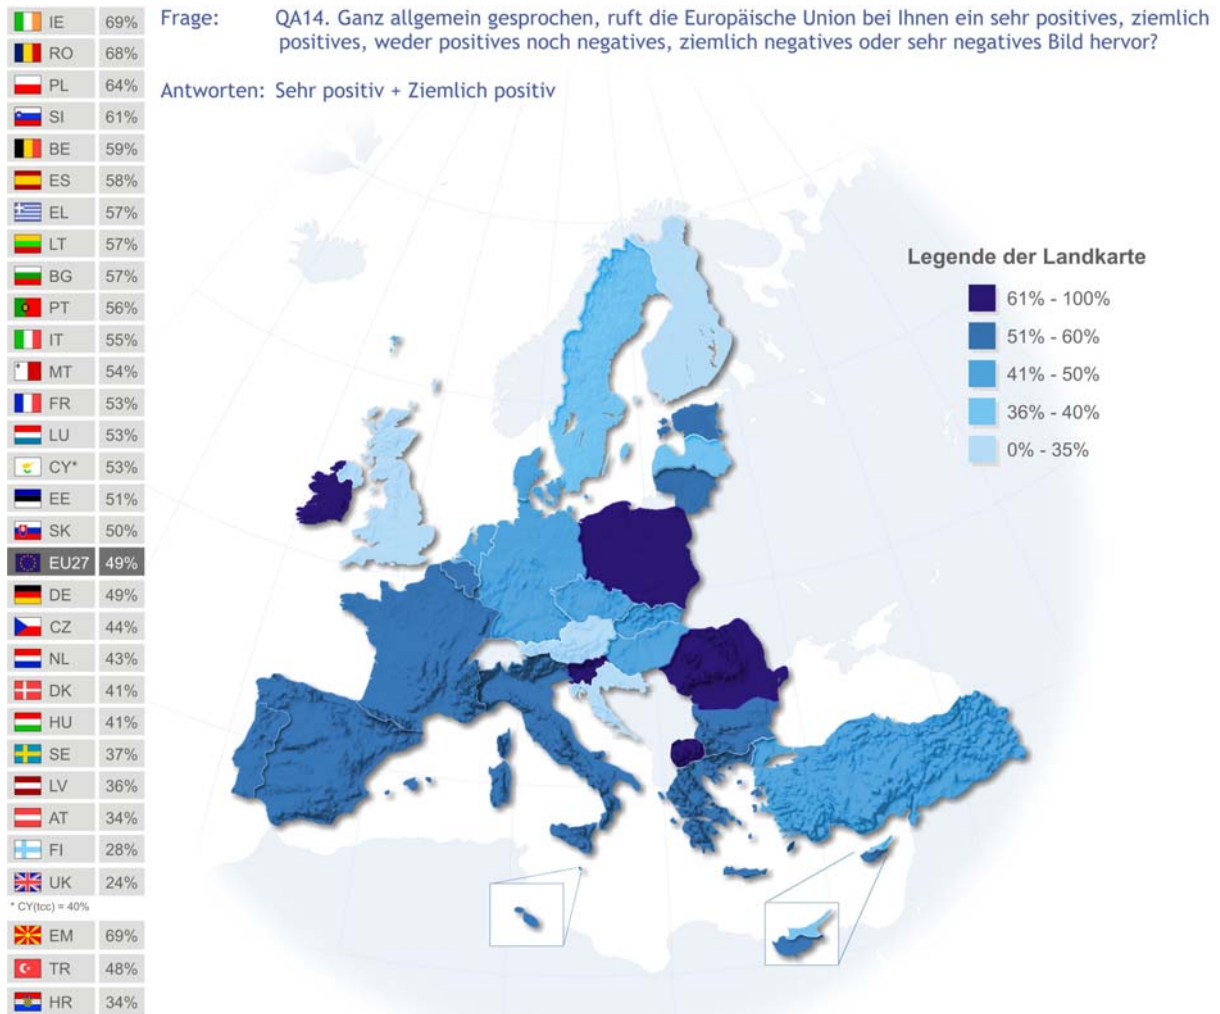 Frage: QA14. Ganz allgemein gesprochen, ruft die Europäische Union bei Ihnen ein sehr positives, ziemlich
positives, weder positives noch negatives, ziemlich negatives oder sehr negatives Bild hervor?
Antworten: Sehr positiv + Ziemlich positiv
IE 69%
RO 68%
PL 64%
SI 61%
BE 59%
ES 58%
EL 57%
LT 57%
BG 57%
PT 56%
IT 55%
MT 54%
FR 53%
LU 53%
CY* 53%
EE 51%
SK 50%
EU27 49%
DE 49%
CZ 44%
NL 43%
DK 41%
HU 41%
SE 37%
LV 36%
AT 34%
FI 28%
UK 24%
* CY(tcc) = 40%
EM 69%
TR 48%
HR 34%
Legende der Landkarte
61% - 100%
51% - 60%
41% - 50%
36% - 40%
0% - 35%